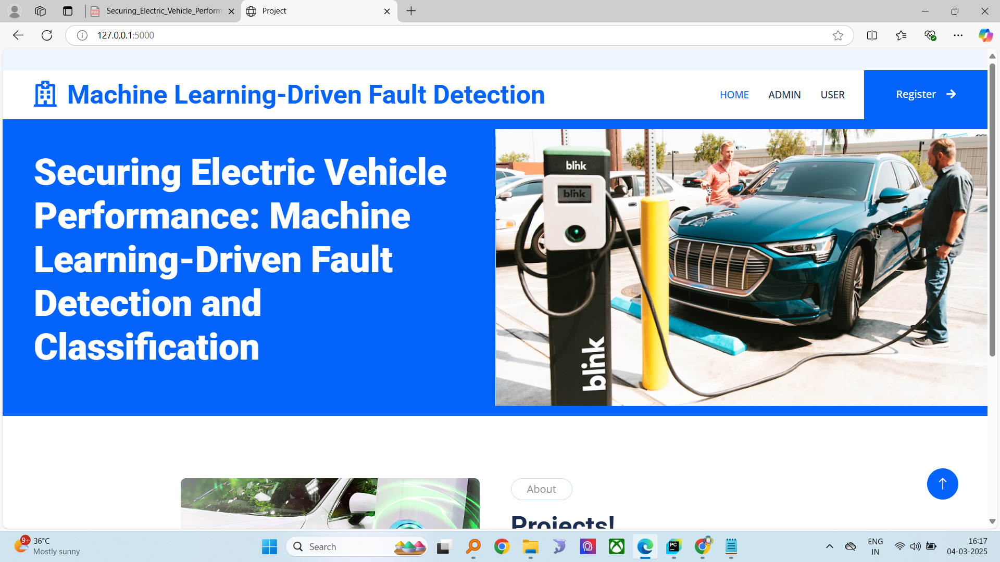 Securing_Electric_Vehicle_Perform
Project
127.0.0.1:5000
Machine Learning-Driven Fault Detection
HOME
ADMIN
USER
Register
Securing Electric Vehicle
Performance: Machine
Learning-Driven Fault
Detection and
Classification
blink
blink
blink
About
Projects!
9+
36°C
Mostly sunny
Search
PC
ENG
IN
16:17
04-03-2025